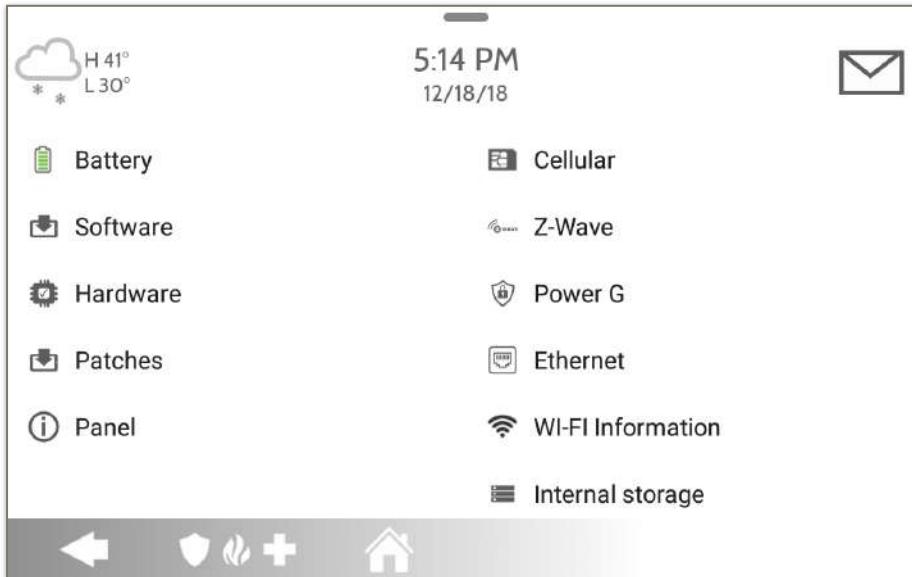 H 41°
L 30°
5:14 PM
12/18/18
Battery
Software
Hardware
Patches
Panel
Cellular
Z-Wave
Power G
Ethernet
WI-FI Information
Internal storage